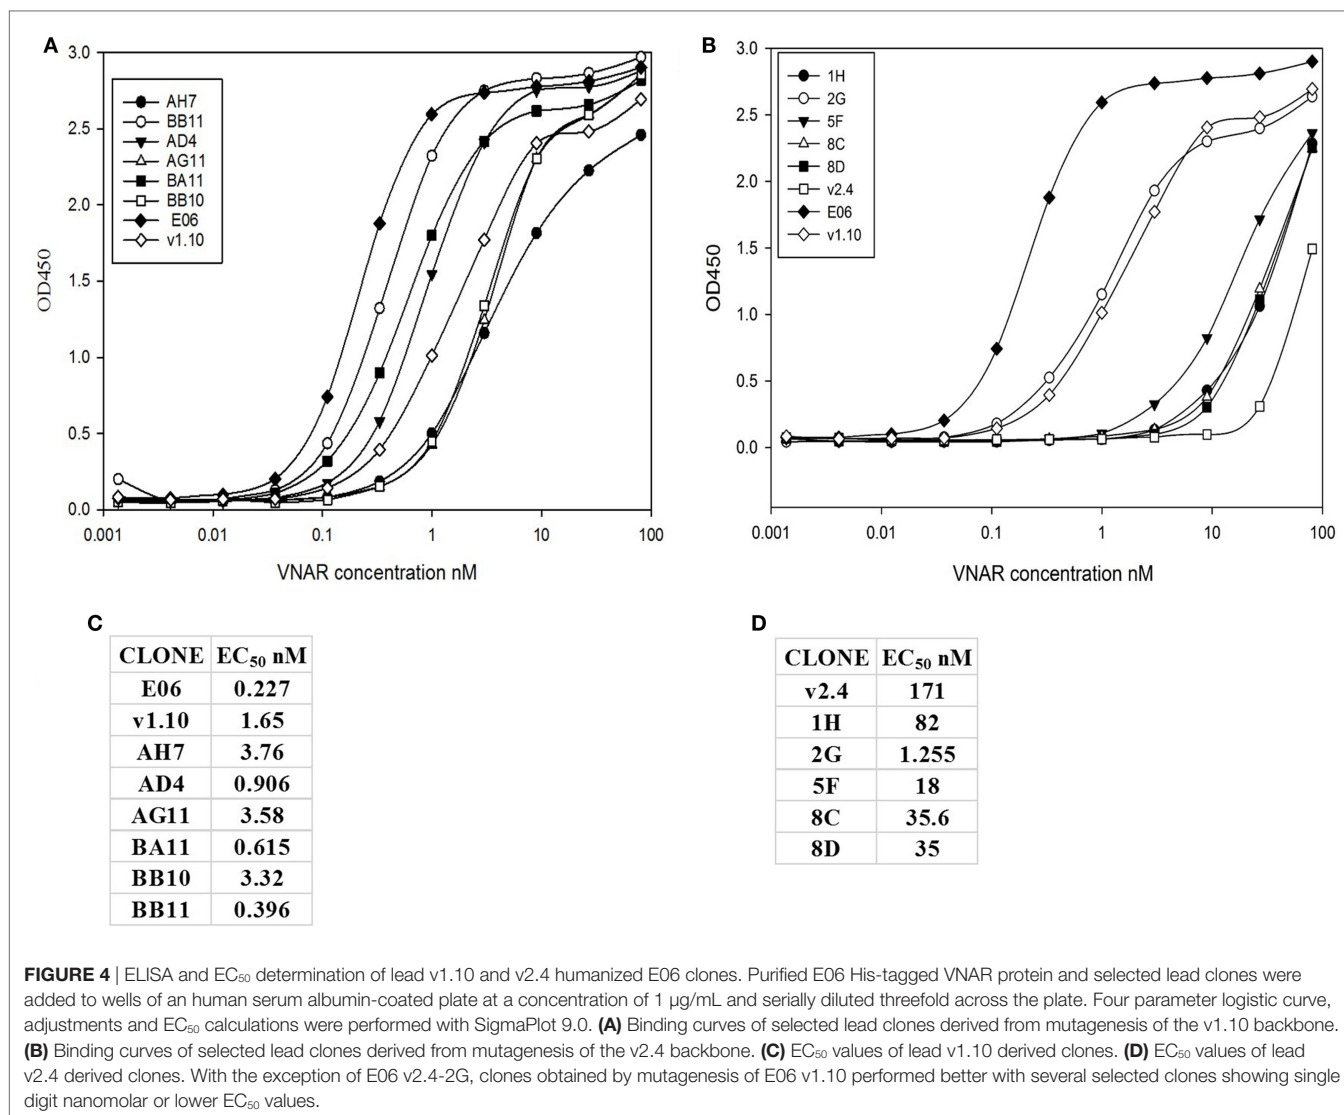 A
3.0
2.5
2.0
1.5
1.0
0.5
0.0
OD450
AH7
BB11
AD4
AG11
BA11
BB10
E06
v1.10
0.001
0.01
0.1
1
10
100
VNAR concentration nM
B
3.0
2.5
2.0
1.5
1.0
0.5
0.0
OD450
1H
2G
5F
8C
8D
v2.4
E06
v1.10
0.001
0.01
0.1
1
10
100
VNAR concentration nM
C
CLONE EC₅₀ nM
E06 0.227
v1.10 1.65
AH7 3.76
AD4 0.906
AG11 3.58
BA11 0.615
BB10 3.32
BB11 0.396
D
CLONE EC₅₀ nM
v2.4 171
1H 82
2G 1.255
5F 18
8C 35.6
8D 35
FIGURE 4 | ELISA and EC₅₀ determination of lead v1.10 and v2.4 humanized E06 clones. Purified E06 His-tagged VNAR protein and selected lead clones were
added to wells of an human serum albumin-coated plate at a concentration of 1 µg/mL and serially diluted threefold across the plate. Four parameter logistic curve,
adjustments and EC₅₀ calculations were performed with SigmaPlot 9.0. (A) Binding curves of selected lead clones derived from mutagenesis of the v1.10 backbone.
(B) Binding curves of selected lead clones derived from mutagenesis of the v2.4 backbone. (C) EC₅₀ values of lead v1.10 derived clones. (D) EC₅₀ values of lead
v2.4 derived clones. With the exception of E06 v2.4-2G, clones obtained by mutagenesis of E06 v1.10 performed better with several selected clones showing single
digit nanomolar or lower EC₅₀ values.